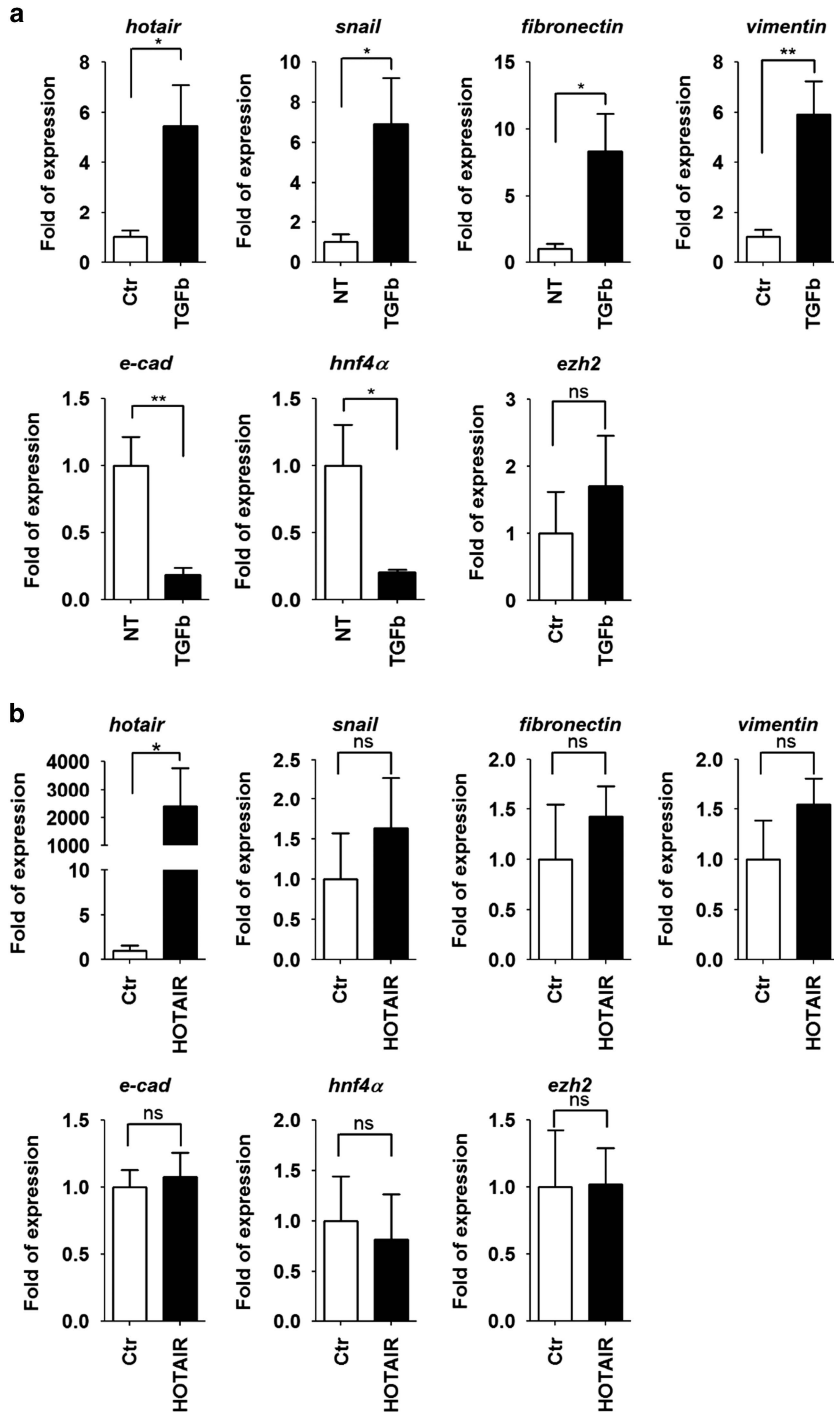 a
hotair snail fibronectin vimentin
* * * **
Fold of expression
8
6
4
2
0
Ctr TGFb
Fold of expression
10
8
6
4
2
0
NT TGFb
Fold of expression
15
10
5
0
NT TGFb
Fold of expression
8
6
4
2
0
Ctr TGFb
e-cad hnf4α ezh2
** * ns
Fold of expression
1.5
1.0
0.5
0.0
NT TGFb
Fold of expression
1.5
1.0
0.5
0.0
NT TGFb
Fold of expression
3
2
1
0
Ctr TGFb
b
hotair snail fibronectin vimentin
* ns ns ns
Fold of expression
4000
3000
2000
1000
10
5
0
Ctr HOTAIR
Fold of expression
2.5
2.0
1.5
1.0
0.5
0.0
Ctr HOTAIR
Fold of expression
2.0
1.5
1.0
0.5
0.0
Ctr HOTAIR
Fold of expression
2.0
1.5
1.0
0.5
0.0
Ctr HOTAIR
e-cad hnf4α ezh2
ns ns ns
Fold of expression
1.5
1.0
0.5
0.0
Ctr HOTAIR
Fold of expression
2.0
1.5
1.0
0.5
0.0
Ctr HOTAIR
Fold of expression
1.5
1.0
0.5
0.0
Ctr HOTAIR